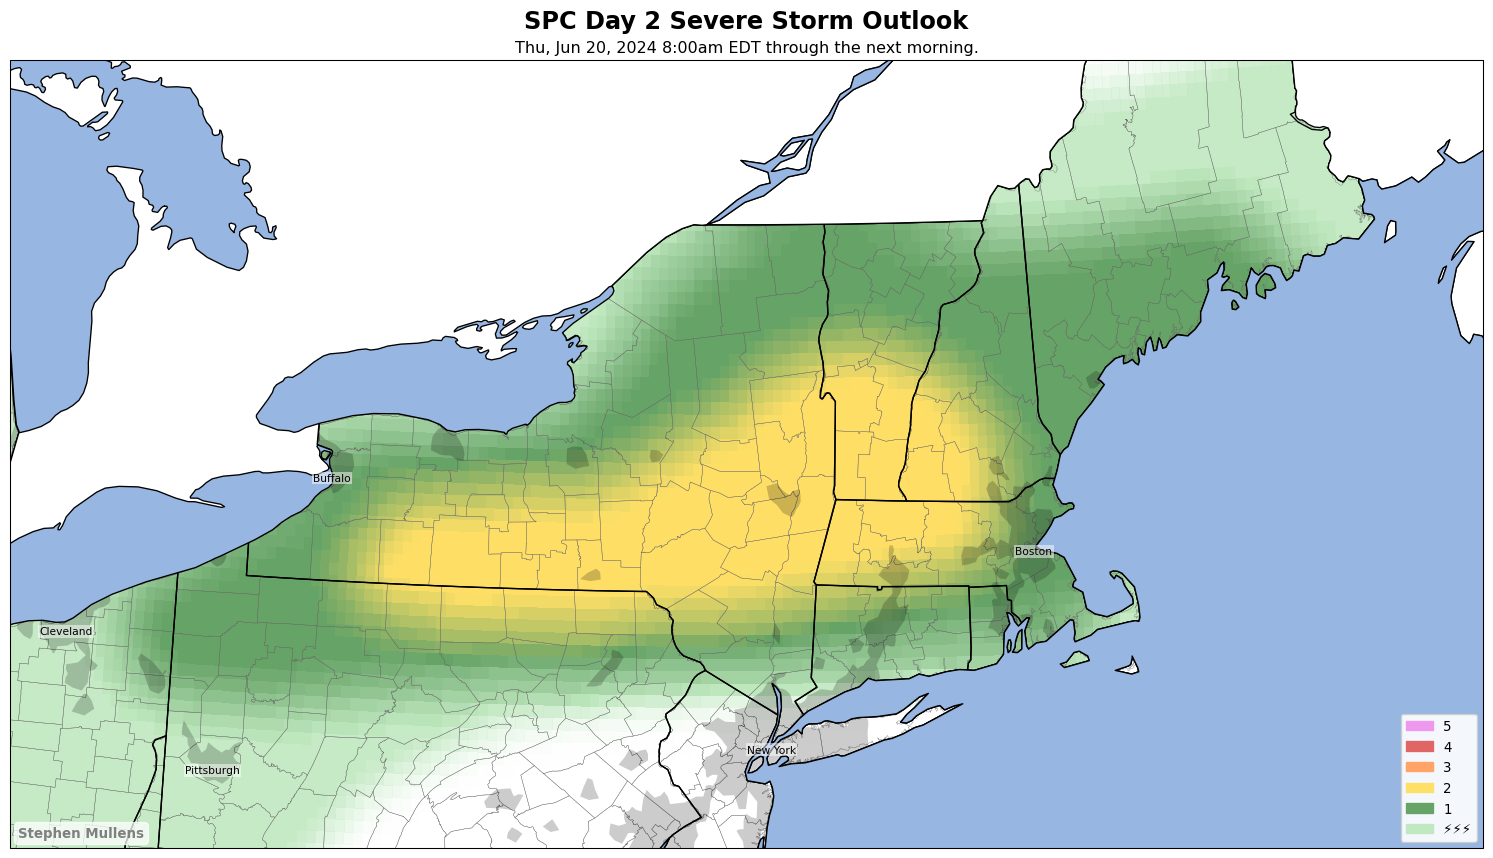 SPC Day 2 Severe Storm Outlook
Thu, Jun 20, 2024 8:00am EDT through the next morning.
Buffalo
Boston
Cleveland
New York
Pittsburgh
5
4
3
2
1
⚡⚡⚡
Stephen Mullens